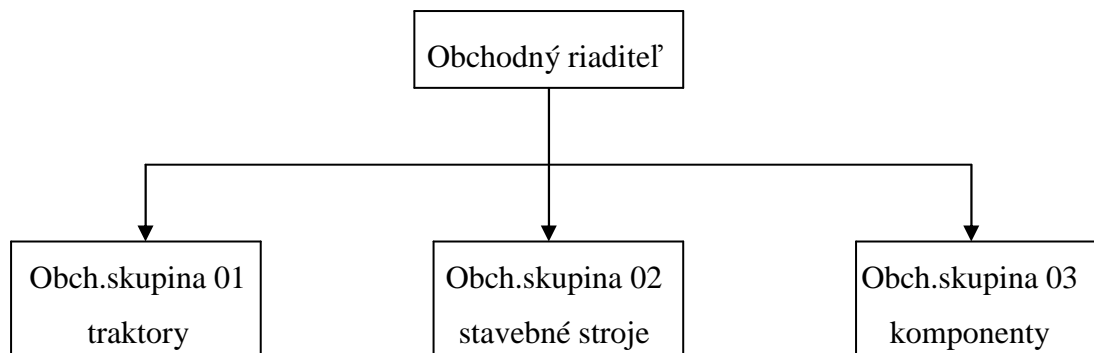 Obchodný riaditeľ
Obch.skupina 01
traktory
Obch.skupina 02
stavebné stroje
Obch.skupina 03
komponenty